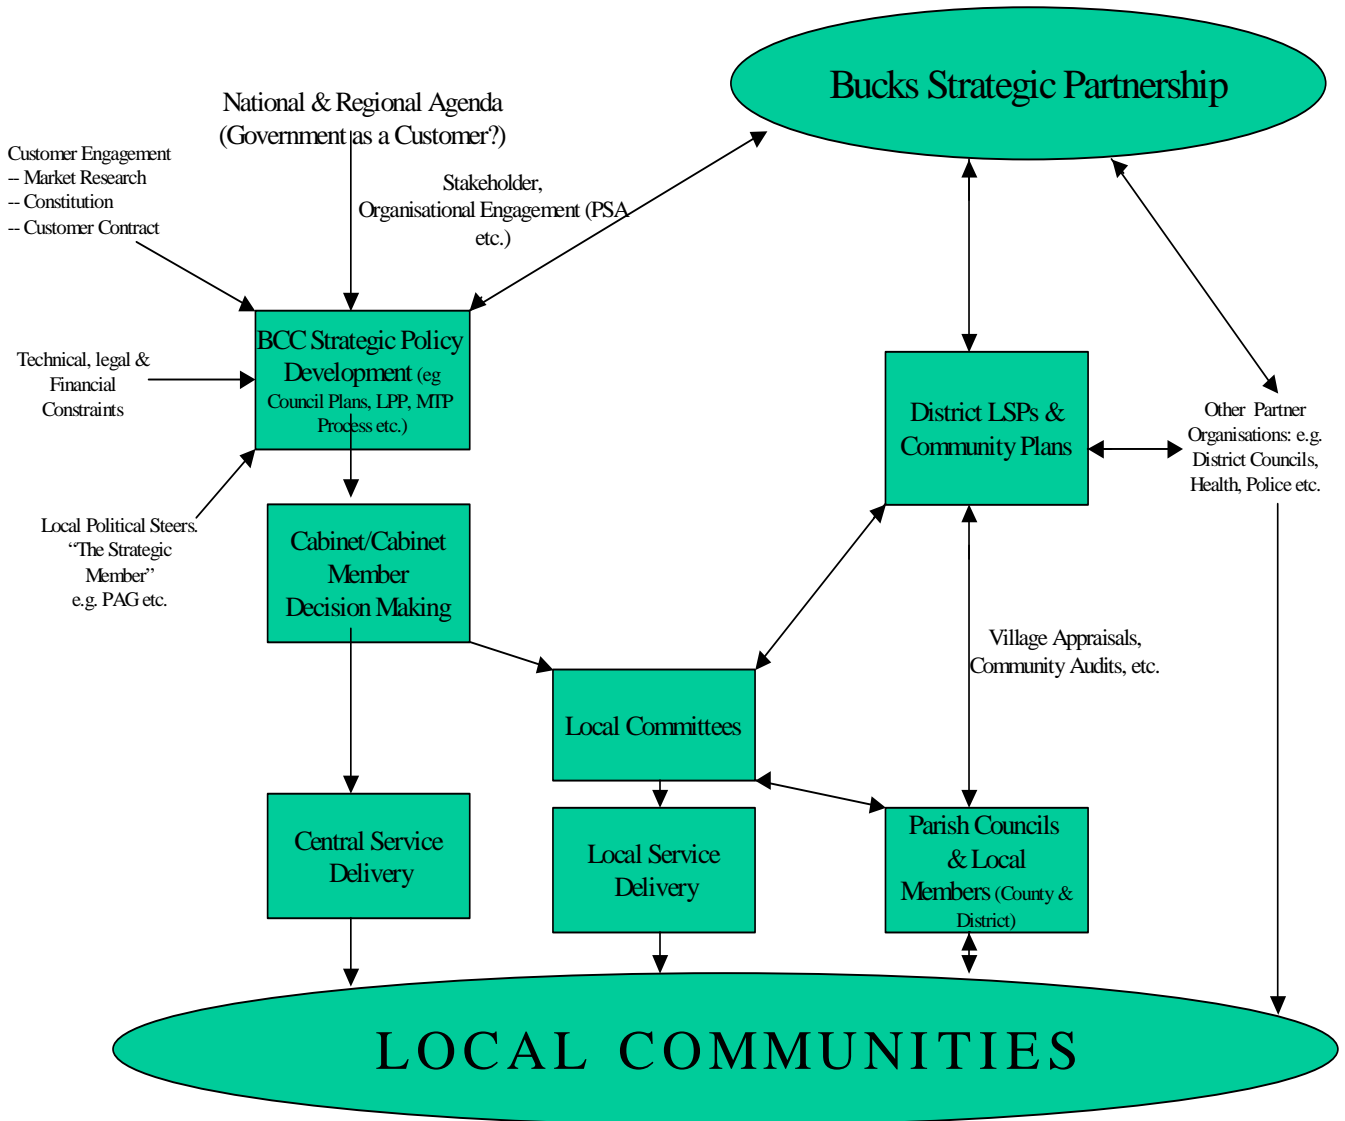 Bucks Strategic Partnership
National & Regional Agenda
(Government as a Customer?)
Customer Engagement
-- Market Research
-- Constitution
-- Customer Contract
Stakeholder,
Organisational Engagement (PSA
etc.)
BCC Strategic Policy
Development (eg
Council Plans, LPP, MTP
Process etc.)
Technical, legal &
Financial
Constraints
District LSPs &
Community Plans
Other Partner
Organisations: e.g.
District Councils,
Health, Police etc.
Local Political Steers.
“The Strategic
Member”
e.g. PAG etc.
Cabinet/Cabinet
Member
Decision Making
Village Appraisals,
Community Audits, etc.
Local Committees
Central Service
Delivery
Local Service
Delivery
Parish Councils
& Local
Members (County &
District)
LOCAL COMMUNITIES